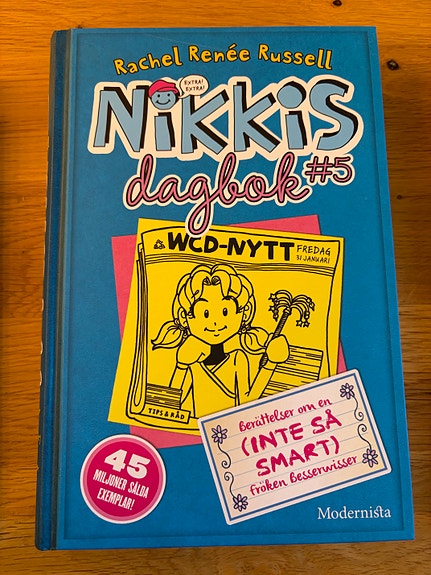 Rachel Renée Russell
EXTRA!
EXTRA!
NiKKiS
dagbok #5
WCD-NYTT
FREDAG
31 JANUARI
TIPS & RÅD
Berättelser om en
(INTE SÅ
SMART)
fröken Besserwisser
45
MILJONER SÅLDA
EXEMPLAR!
Modernista